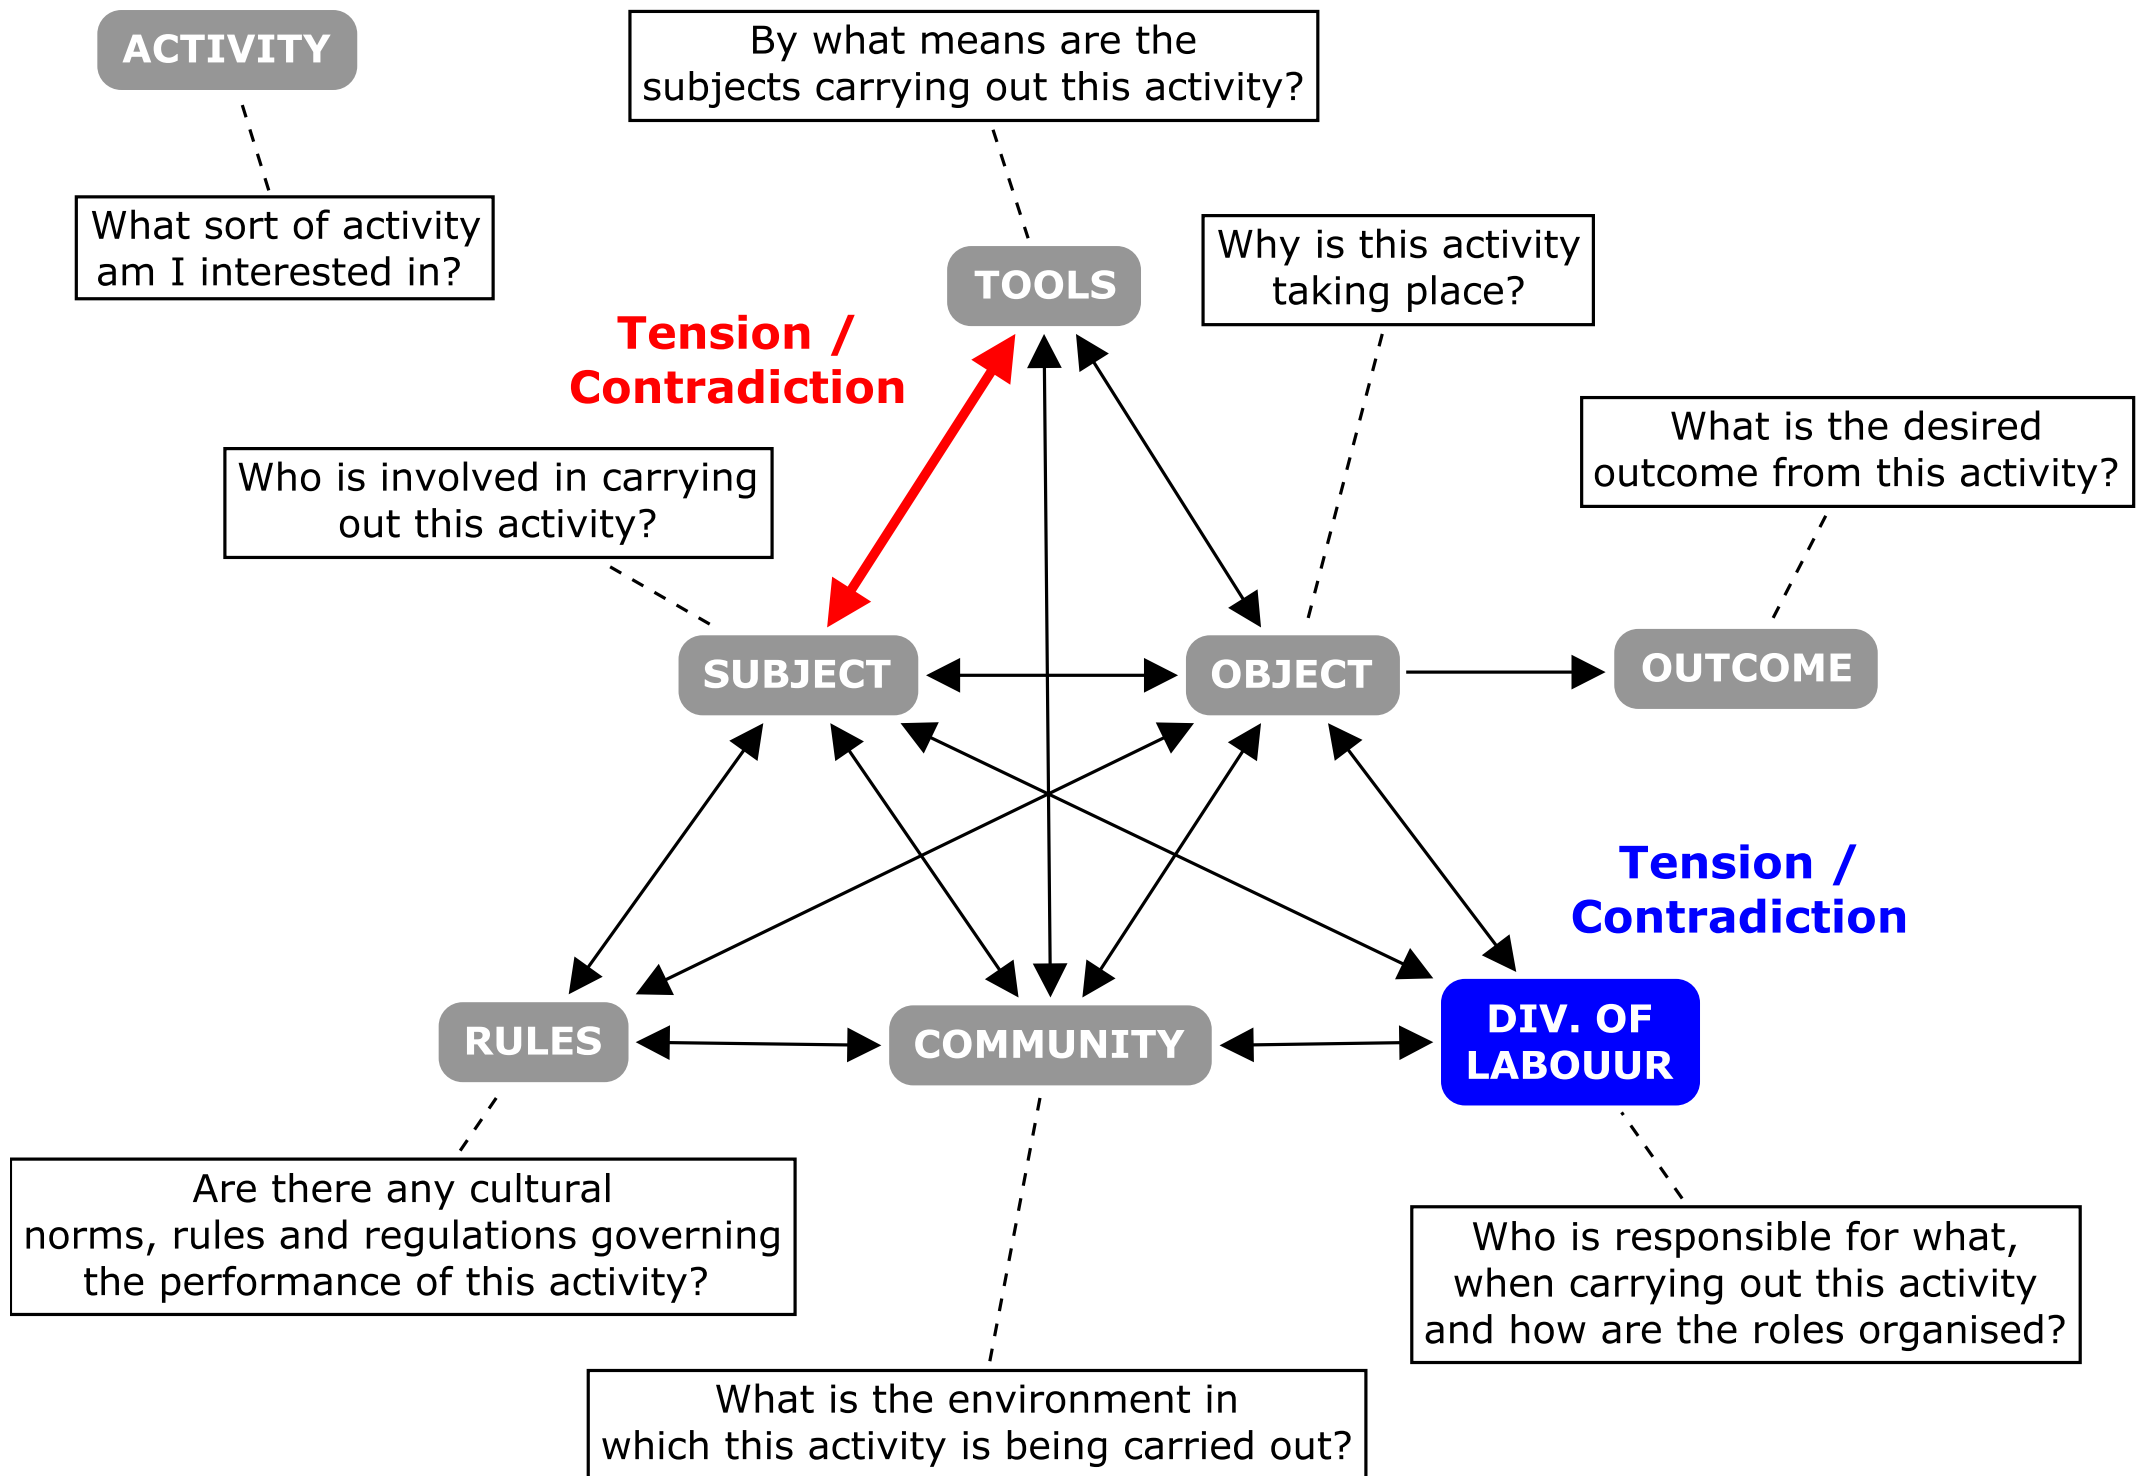 ACTIVITY
By what means are the
subjects carrying out this activity?
What sort of activity
am I interested in?
TOOLS
Why is this activity
taking place?
Tension /
Contradiction
What is the desired
outcome from this activity?
Who is involved in carrying
out this activity?
SUBJECT
OBJECT
OUTCOME
Tension /
Contradiction
RULES
COMMUNITY
DIV. OF
LABOUUR
Are there any cultural
norms, rules and regulations governing
the performance of this activity?
Who is responsible for what,
when carrying out this activity
and how are the roles organised?
What is the environment in
which this activity is being carried out?